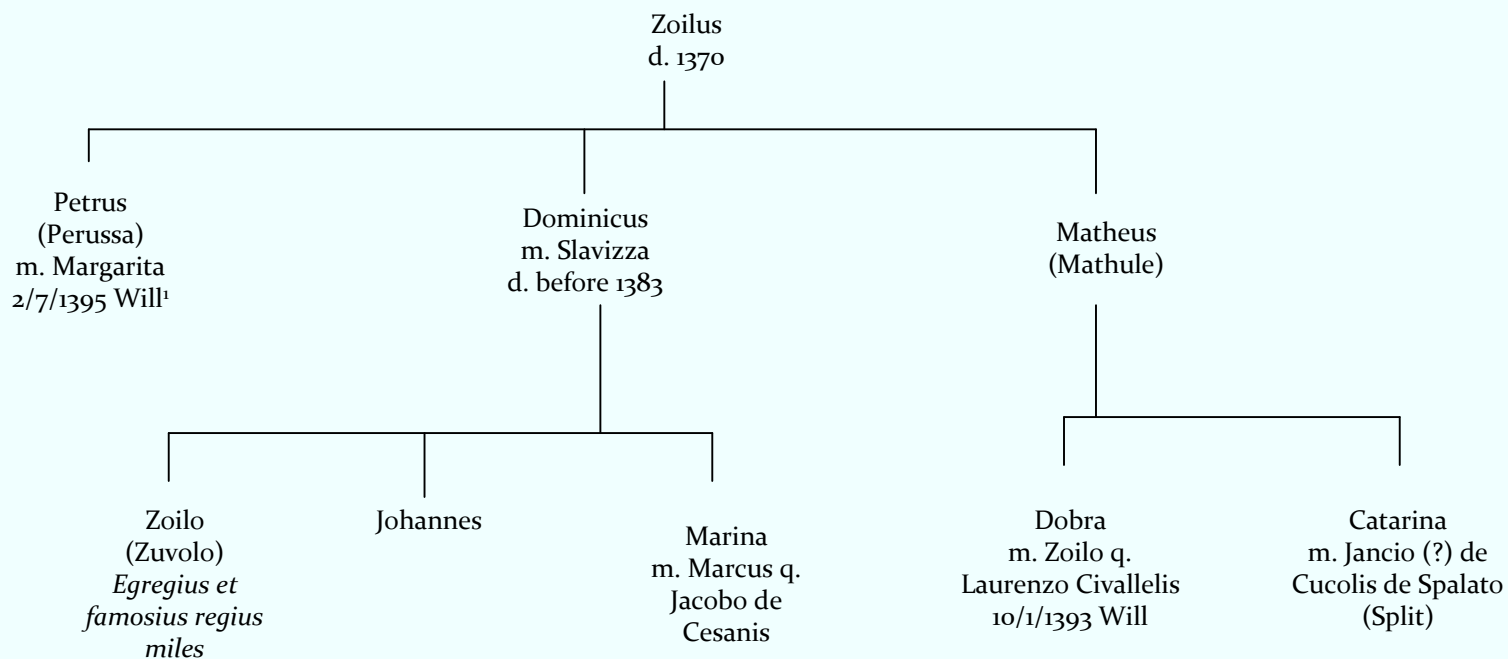 Zoilus
d. 1370
Petrus
(Perussa)
m. Margarita
2/7/1395 Will¹
Dominicus
m. Slavizza
d. before 1383
Matheus
(Mathule)
Zoilo
(Zuvolo)
Egregius et
famosius regius
miles
Johannes
Marina
m. Marcus q.
Jacobo de
Cesanis
Dobra
m. Zoilo q.
Laurenzo Civallelis
10/1/1393 Will
Catarina
m. Jancio (?) de
Cucolis de Spalato
(Split)